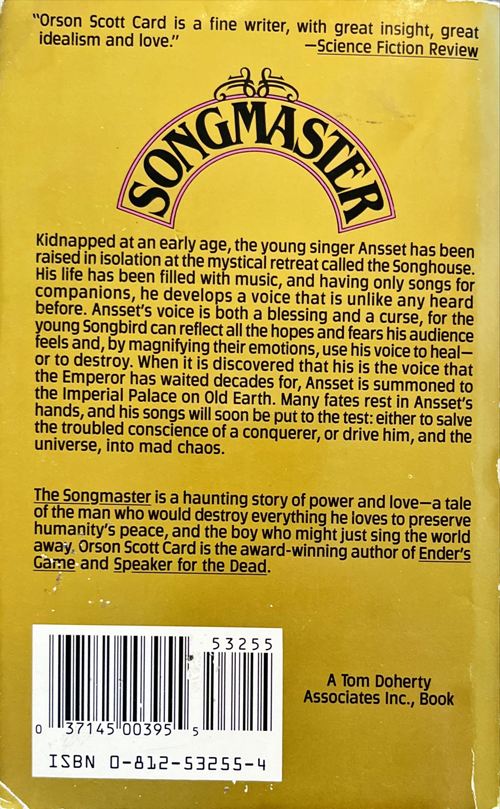 “Orson Scott Card is a fine writer, with great insight, great
idealism and love.” —Science Fiction Review
SONGMASTER
Kidnapped at an early age, the young singer Ansset has been
raised in isolation at the mystical retreat called the Songhouse.
His life has been filled with music, and having only songs for
companions, he develops a voice that is unlike any heard
before. Ansset’s voice is both a blessing and a curse, for the
young Songbird can reflect all the hopes and fears his audience
feels and, by magnifying their emotions, use his voice to heal—
or to destroy. When it is discovered that his is the voice that
the Emperor has waited decades for, Ansset is summoned to
the Imperial Palace on Old Earth. Many fates rest in Ansset’s
hands, and his songs will soon be put to the test: either to salve
the troubled conscience of a conquerer, or drive him, and the
universe, into mad chaos.
The Songmaster is a haunting story of power and love—a tale
of the man who would destroy everything he loves to preserve
humanity’s peace, and the boy who might just sing the world
away. Orson Scott Card is the award-winning author of Ender’s
Game and Speaker for the Dead.
53255
0 37145 00395 5
ISBN 0-812-53255-4
A Tom Doherty
Associates Inc., Book